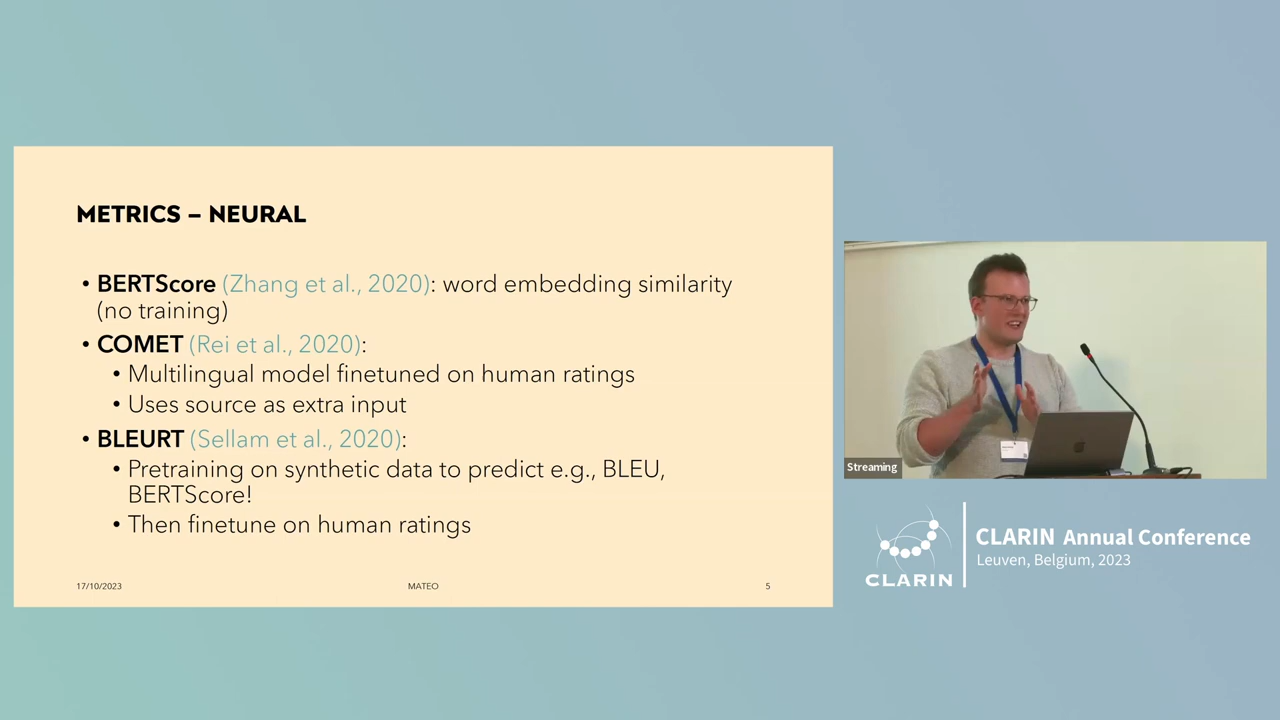 METRICS – NEURAL
• BERTScore (Zhang et al., 2020): word embedding similarity
(no training)
• COMET (Rei et al., 2020):
• Multilingual model finetuned on human ratings
• Uses source as extra input
• BLEURT (Sellam et al., 2020):
• Pretraining on synthetic data to predict e.g., BLEU,
BERTScore!
• Then finetune on human ratings
17/10/2023 MATEO 5
Streaming
CLARIN
CLARIN Annual Conference
Leuven, Belgium, 2023